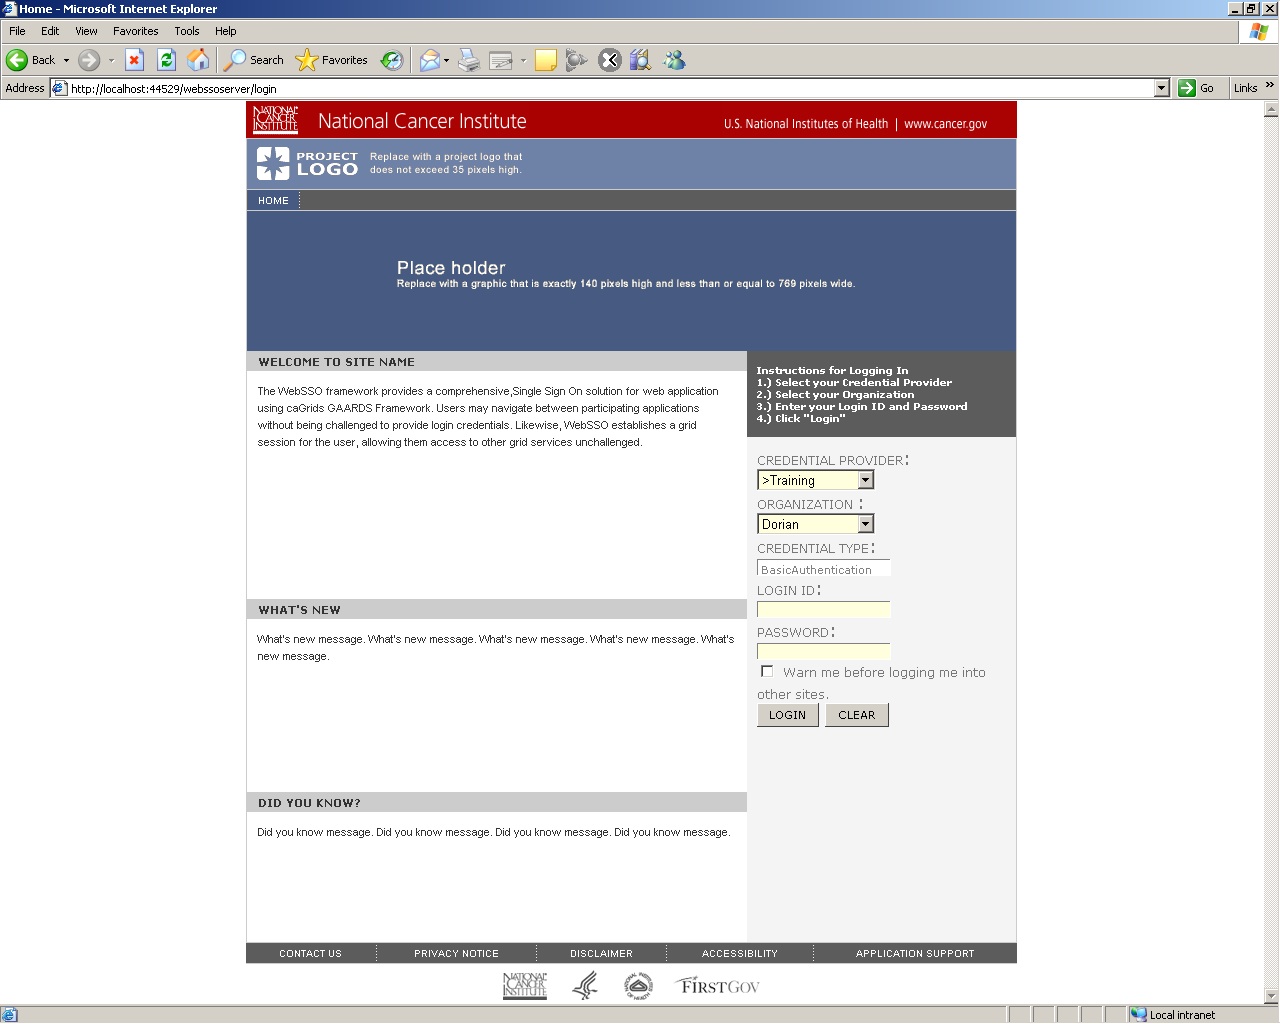 Home - Microsoft Internet Explorer
File Edit View Favorites Tools Help
Back Search Favorites
Address http://localhost:44529/webssoserver/login Go Links »
NATIONAL CANCER INSTITUTE National Cancer Institute U.S. National Institutes of Health | www.cancer.gov
PROJECT LOGO
Replace with a project logo that
does not exceed 35 pixels high.
HOME
Place holder
Replace with a graphic that is exactly 140 pixels high and less than or equal to 769 pixels wide.
WELCOME TO SITE NAME
The WebSSO framework provides a comprehensive,Single Sign On solution for web application
using caGrids GAARDS Framework. Users may navigate between participating applications
without being challenged to provide login credentials. Likewise, WebSSO establishes a grid
session for the user, allowing them access to other grid services unchallenged.
WHAT'S NEW
What's new message. What's new message. What's new message. What's new message. What's
new message.
DID YOU KNOW?
Did you know message. Did you know message. Did you know message. Did you know message.
Instructions for Logging In
1.) Select your Credential Provider
2.) Select your Organization
3.) Enter your Login ID and Password
4.) Click "Login"
CREDENTIAL PROVIDER:
>Training
ORGANIZATION :
Dorian
CREDENTIAL TYPE:
BasicAuthentication
LOGIN ID:
PASSWORD:
Warn me before logging me into
other sites.
LOGIN CLEAR
CONTACT US PRIVACY NOTICE DISCLAIMER ACCESSIBILITY APPLICATION SUPPORT
NATIONAL CANCER INSTITUTE FIRSTGOV
Local intranet